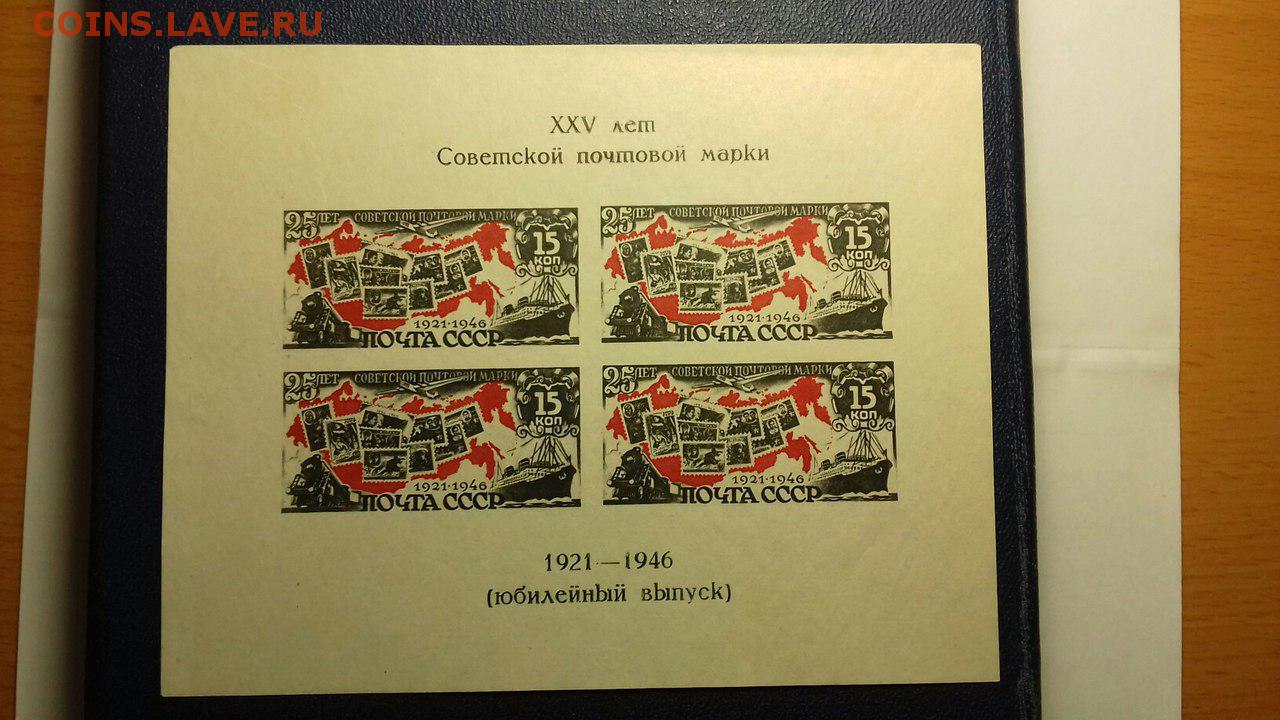 COINS.LAVE.RU
XXV лет
Советской почтовой марки
25 ЛЕТ СОВЕТСКОЙ ПОЧТОВОЙ МАРКИ
15
КОП
1921·1946
ПОЧТА СССР
25 ЛЕТ СОВЕТСКОЙ ПОЧТОВОЙ МАРКИ
15
КОП
1921·1946
ПОЧТА СССР
25 ЛЕТ СОВЕТСКОЙ ПОЧТОВОЙ МАРКИ
15
КОП
1921·1946
ПОЧТА СССР
25 ЛЕТ СОВЕТСКОЙ ПОЧТОВОЙ МАРКИ
15
КОП
1921·1946
ПОЧТА СССР
1921—1946
(юбилейный выпуск)